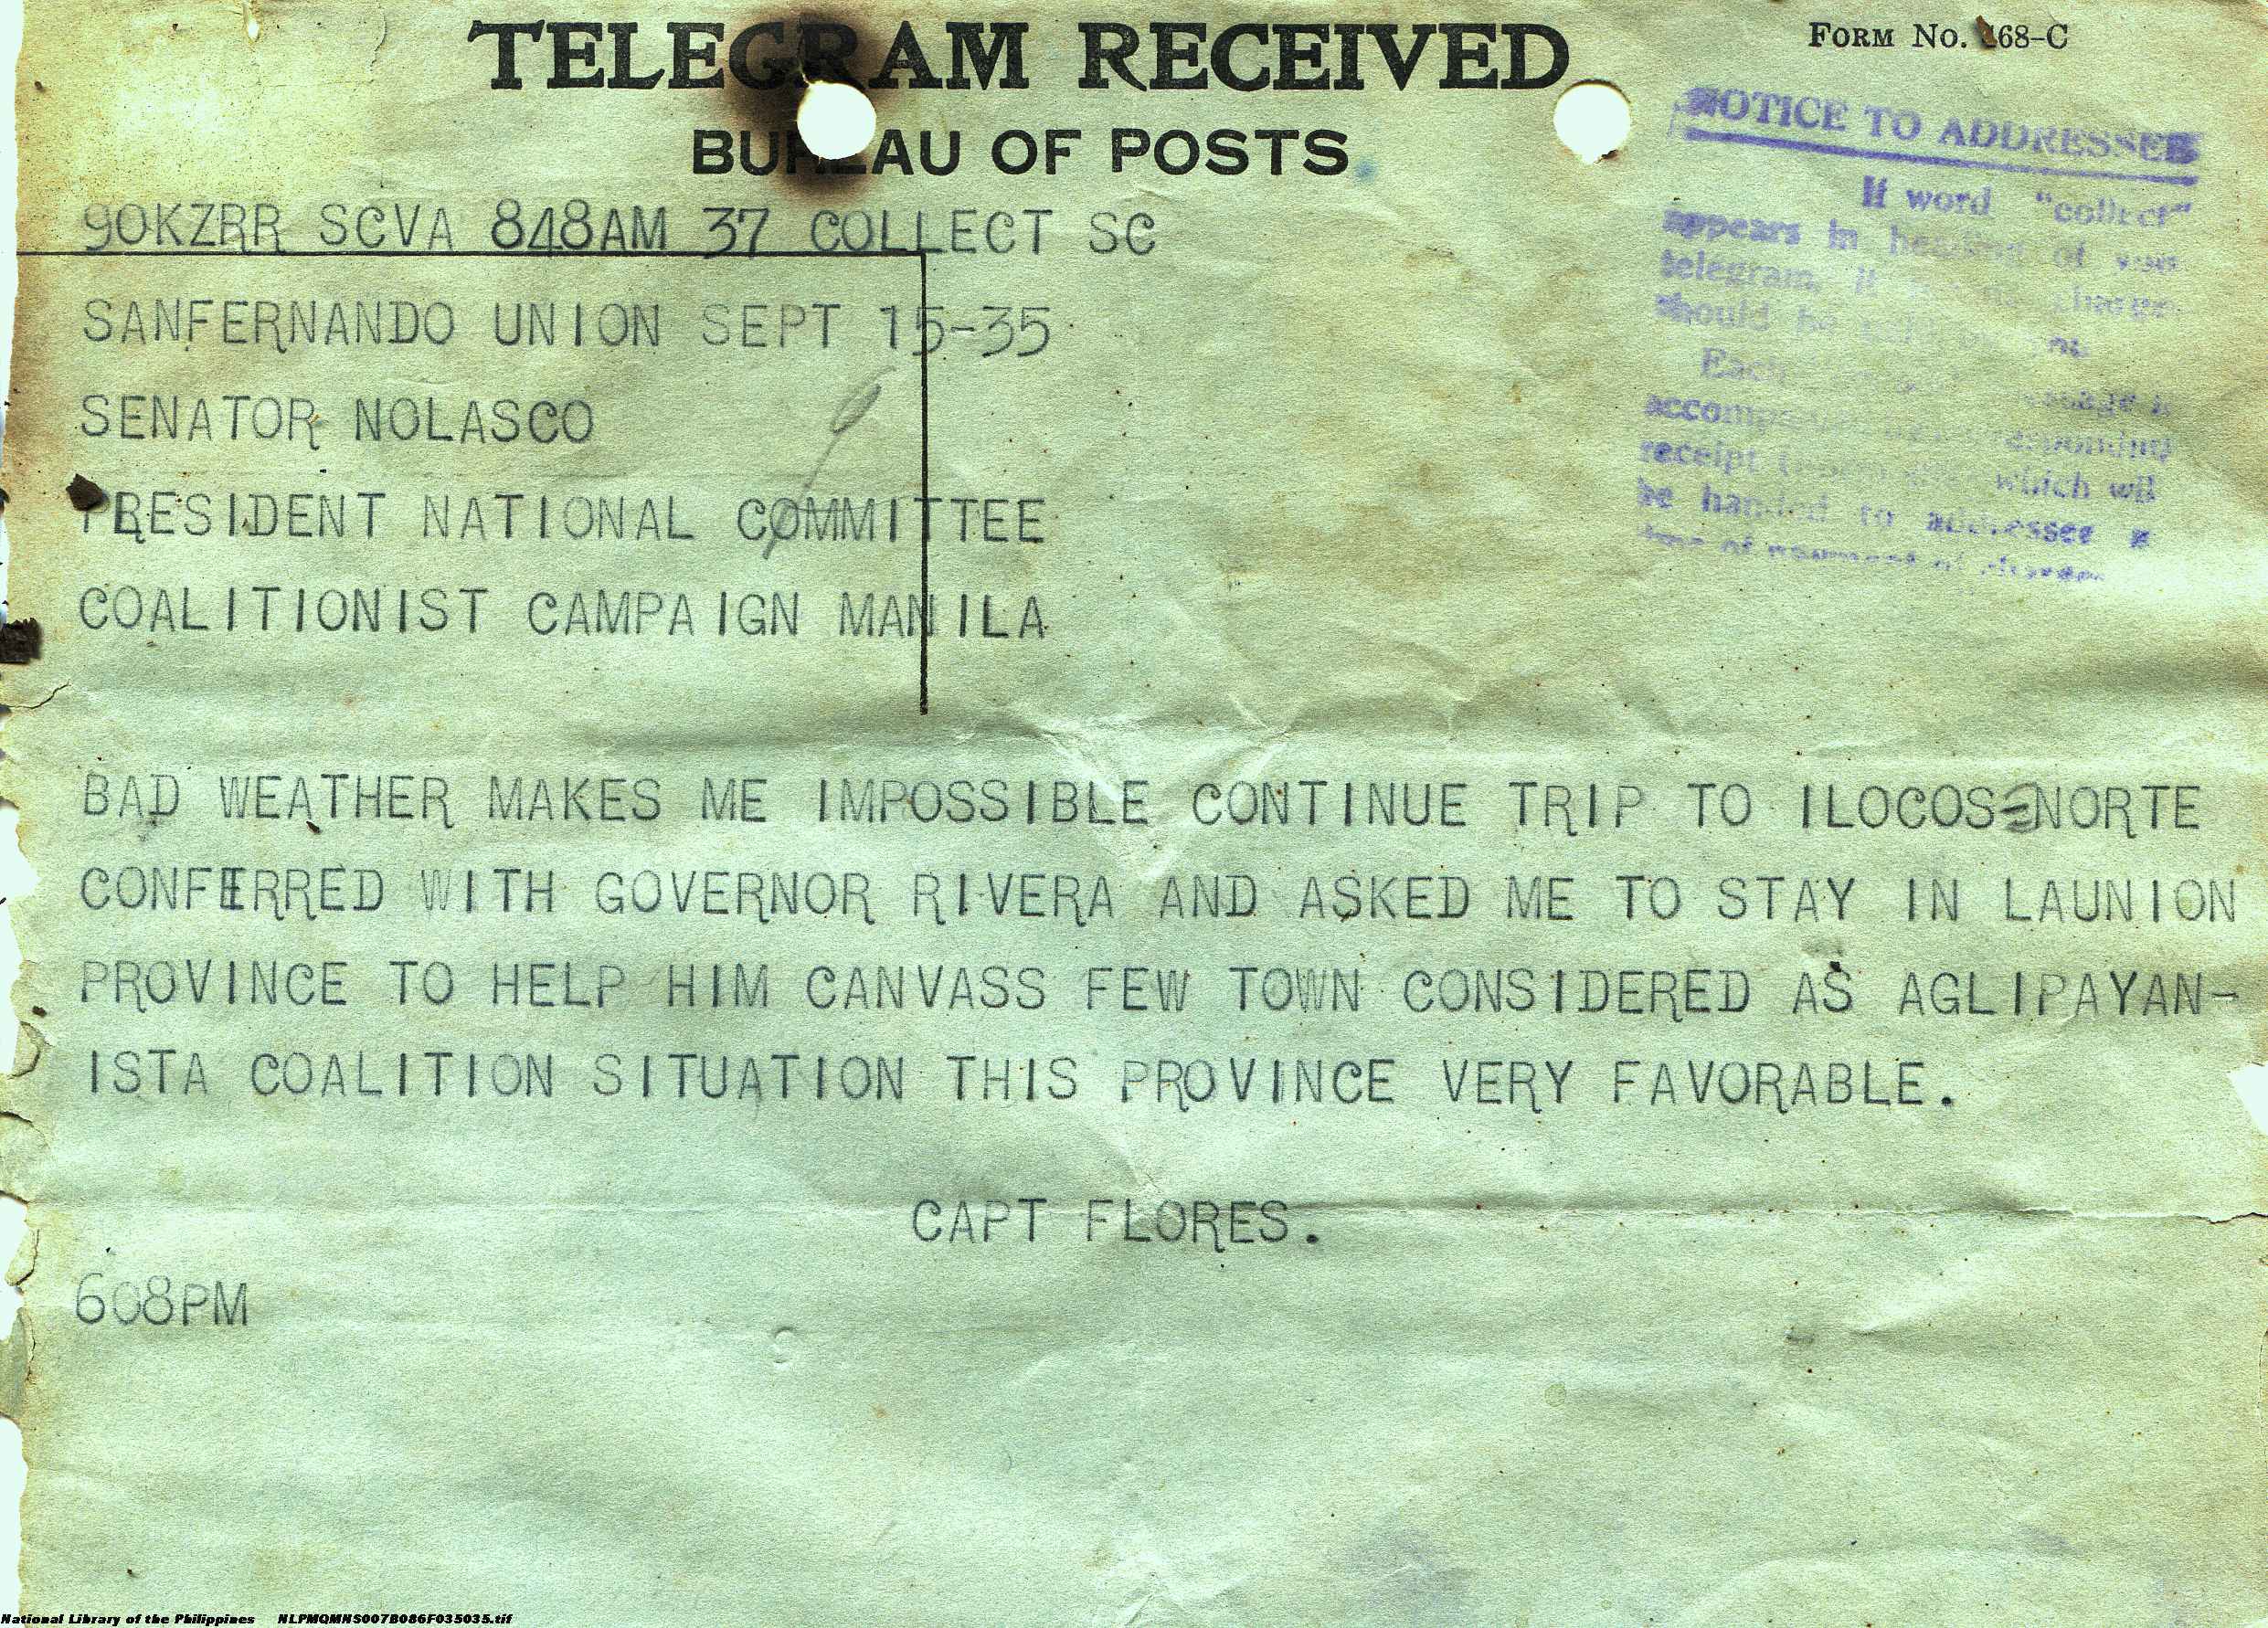 TELEGRAM RECEIVED
FORM No. 168-C
BUREAU OF POSTS
NOTICE TO ADDRESSEE
If word "collect"
appears in heading of your
telegram, it
should be
Each
receipt which will
be handed to addressee
90KZRR SCVA 848AM 37 COLLECT SC
SANFERNANDO UNION SEPT 15-35
SENATOR NOLASCO
PRESIDENT NATIONAL COMMITTEE
COALITIONIST CAMPAIGN MANILA
BAD WEATHER MAKES ME IMPOSSIBLE CONTINUE TRIP TO ILOCOS NORTE
CONFERRED WITH GOVERNOR RIVERA AND ASKED ME TO STAY IN LAUNION
PROVINCE TO HELP HIM CANVASS FEW TOWN CONSIDERED AS AGLIPAYAN-
ISTA COALITION SITUATION THIS PROVINCE VERY FAVORABLE.
CAPT FLORES.
608PM
National Library of the Philippines NLPMQMNS007B086F035035.tif